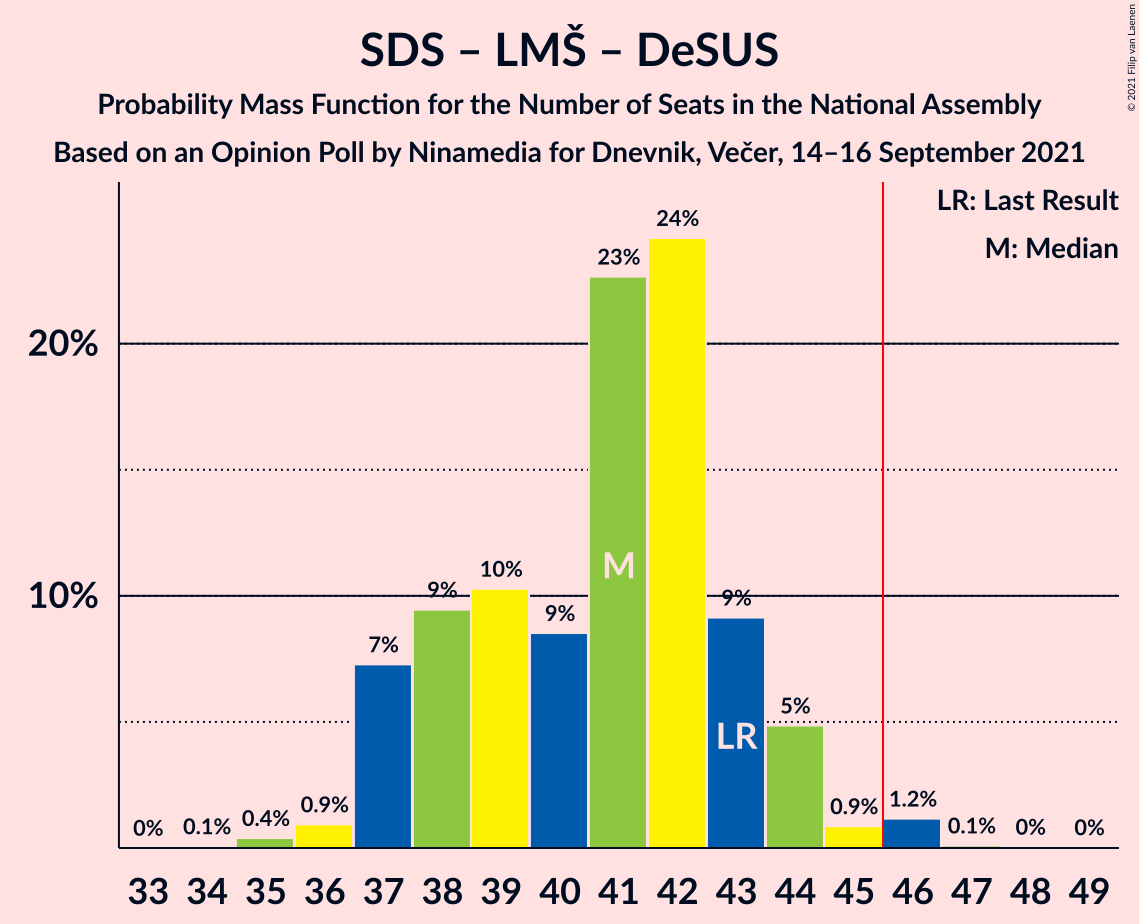 SDS – LMŠ – DeSUS
Probability Mass Function for the Number of Seats in the National Assembly
Based on an Opinion Poll by Ninamedia for Dnevnik, Večer, 14–16 September 2021
© 2021 Filip van Laenen
LR: Last Result
M: Median
20%
10%
0%
0.1%
0.4%
0.9%
7%
9%
10%
9%
23%
24%
9%
5%
0.9%
1.2%
0.1%
0%
0%
M
LR
33 34 35 36 37 38 39 40 41 42 43 44 45 46 47 48 49